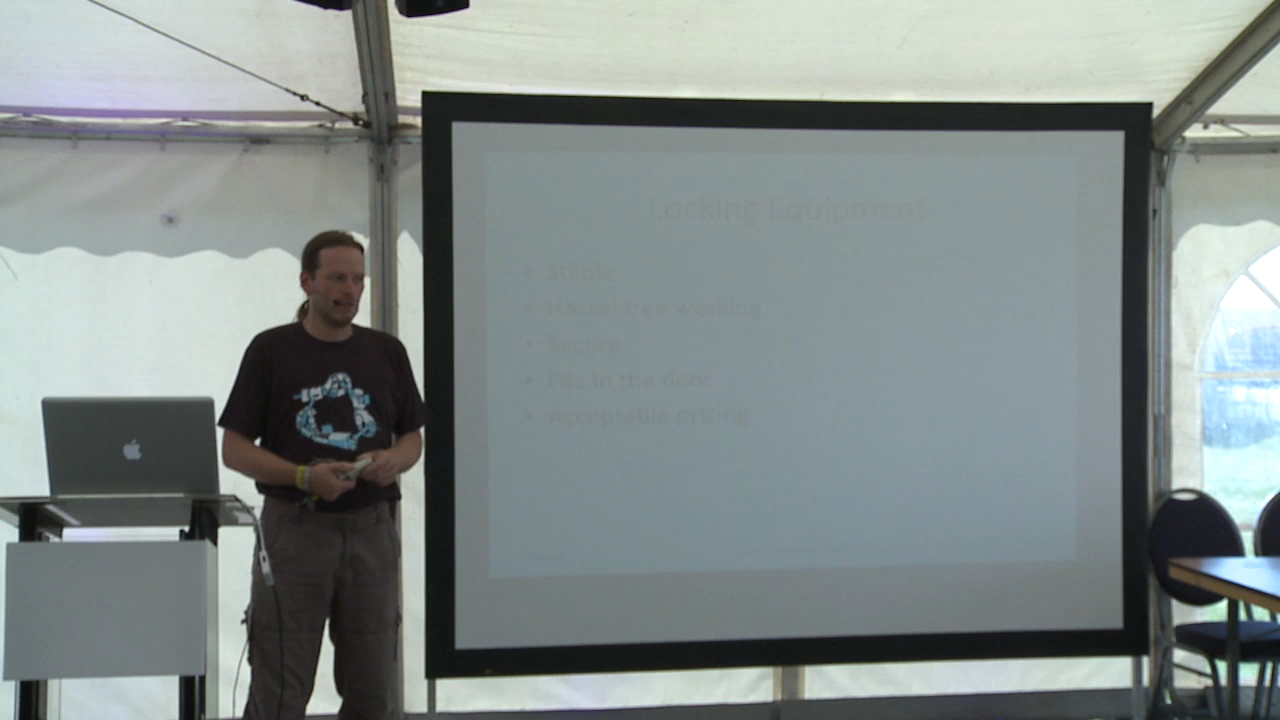 Locking Equipment
• Stable
• Hassel free working
• Secure
• Fits in the door
• Acceptable pricing